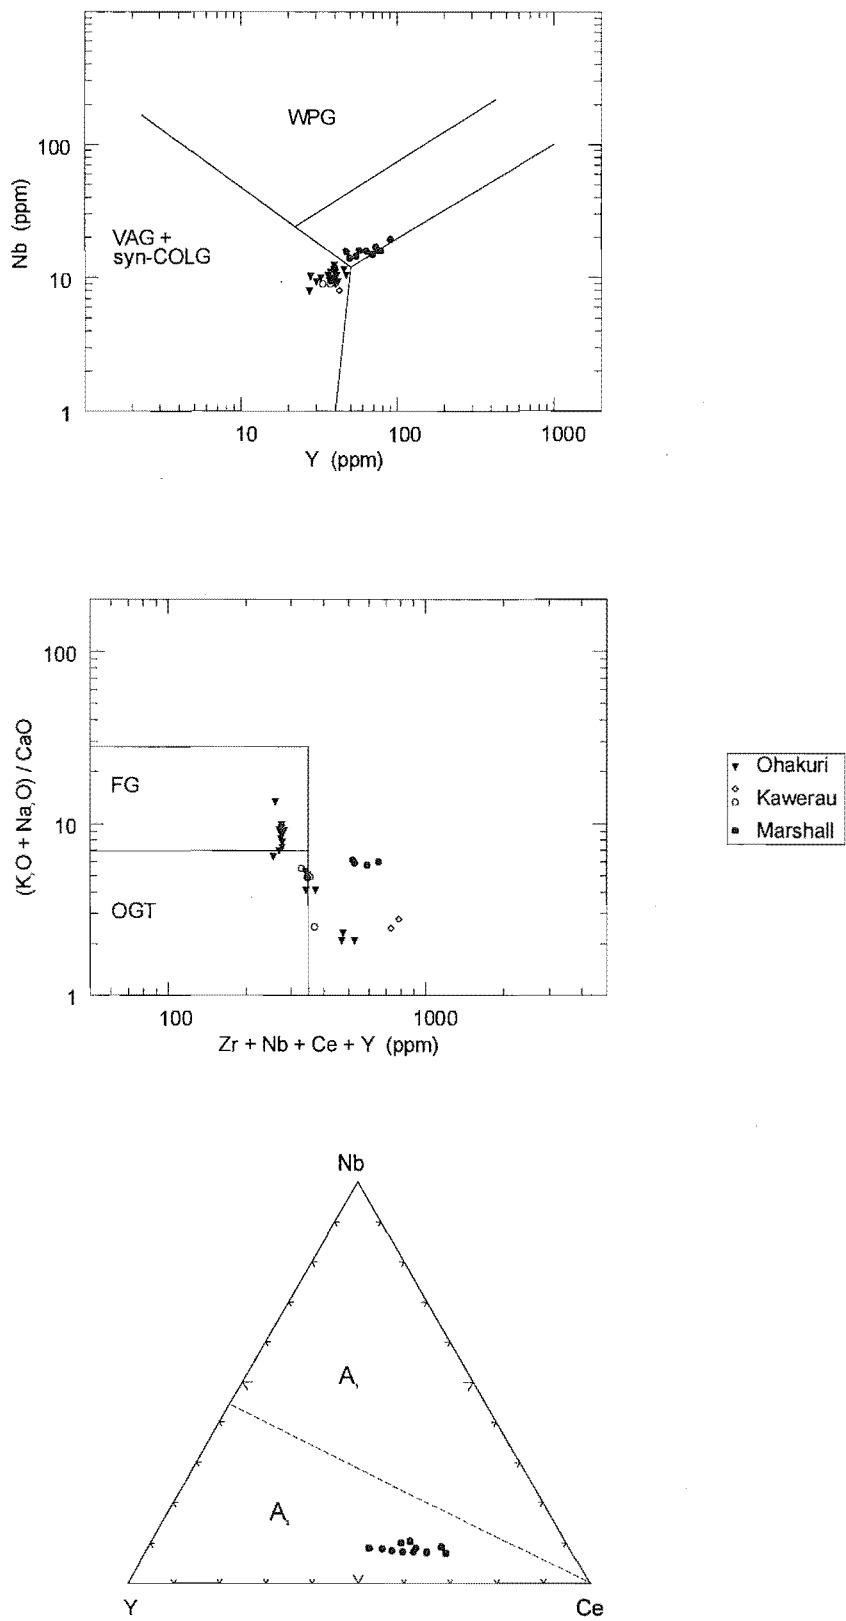 WPG
100
Nb (ppm)
VAG +
syn-COLG
10
1
10
100
1000
Y (ppm)
100
(K₂O + Na₂O) / CaO
FG
10
OGT
1
100
1000
Zr + Nb + Ce + Y (ppm)
Ohakuri
Kawerau
Marshall
Nb
A₁
A₂
Y
Ce